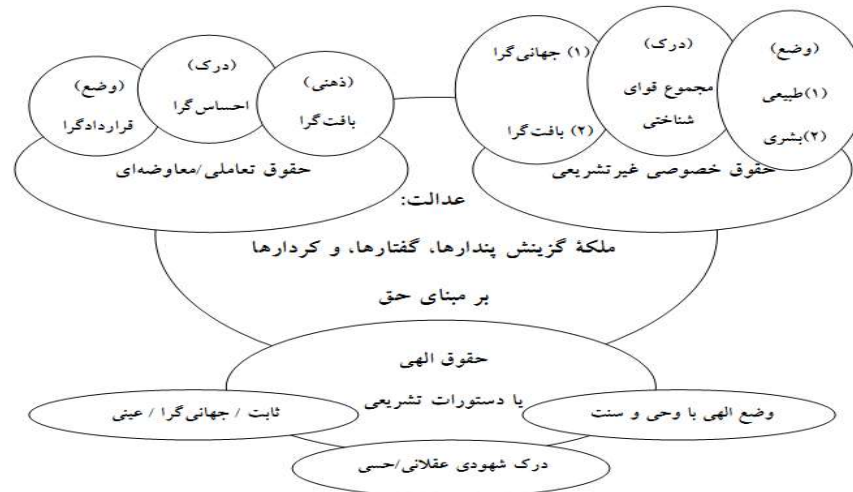 (وضع)
(۱)طبیعی
(۲)بشری
(درک)
مجموع قوای
شناختی
(۱) جهانی‌گرا
(۲) بافت‌گرا
حقوق خصوصی غیرتشریعی
(ذهنی)
بافت‌گرا
(درک)
احساس‌گرا
(وضع)
قراردادگرا
حقوق تعاملی/معاوضه‌ای
عدالت:
ملکهٔ گزینش پندارها، گفتارها، و کردارها
بر مبنای حق
حقوق الهی
یا دستورات تشریعی
وضع الهی با وحی و سنت
ثابت / جهانی‌گرا / عینی
درک شهودی عقلانی/حسی